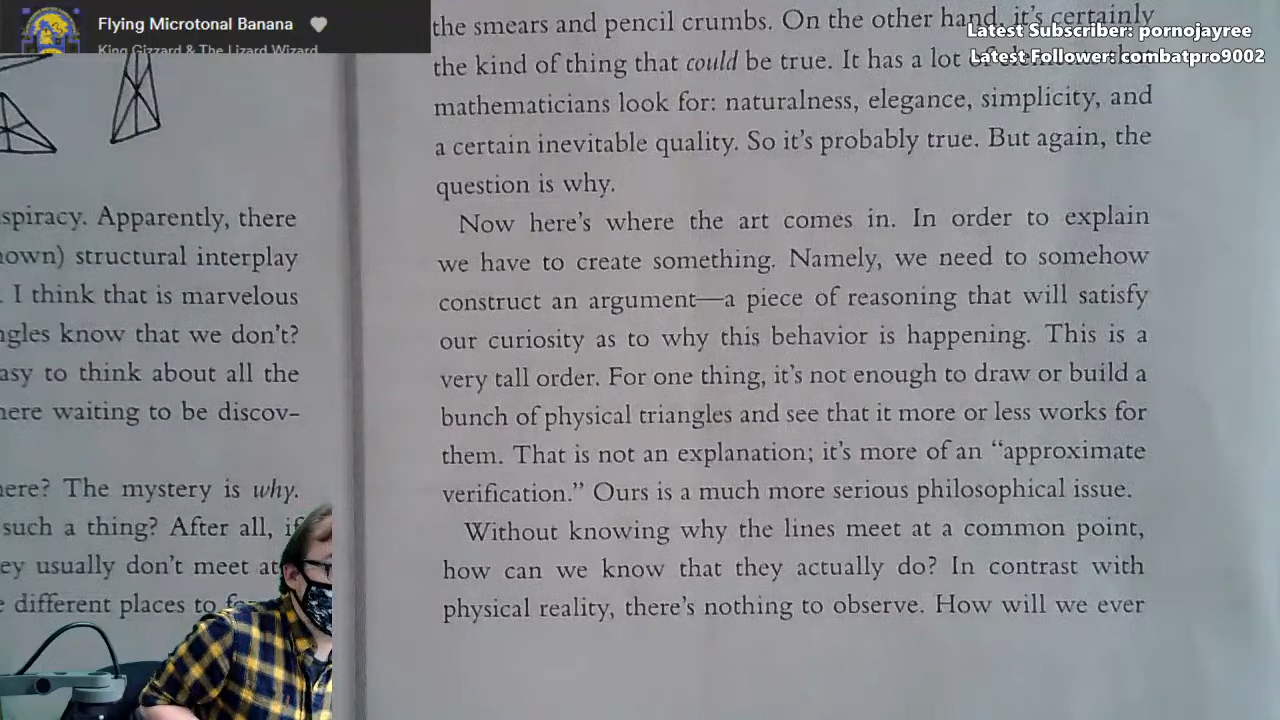 Flying Microtonal Banana
King Gizzard & The Lizard Wizard
Latest Subscriber: pornojayree
Latest Follower: combatpro9002
spiracy. Apparently, there
own) structural interplay
. I think that is marvelous
ngles know that we don't?
asy to think about all the
here waiting to be discov-
here? The mystery is why.
such a thing? After all, if
ey usually don't meet at
different places to
the smears and pencil crumbs. On the other hand, it's certainly
the kind of thing that could be true. It has a lot
mathematicians look for: naturalness, elegance, simplicity, and
a certain inevitable quality. So it's probably true. But again, the
question is why.
Now here's where the art comes in. In order to explain
we have to create something. Namely, we need to somehow
construct an argument—a piece of reasoning that will satisfy
our curiosity as to why this behavior is happening. This is a
very tall order. For one thing, it's not enough to draw or build a
bunch of physical triangles and see that it more or less works for
them. That is not an explanation; it's more of an “approximate
verification.” Ours is a much more serious philosophical issue.
Without knowing why the lines meet at a common point,
how can we know that they actually do? In contrast with
physical reality, there's nothing to observe. How will we ever